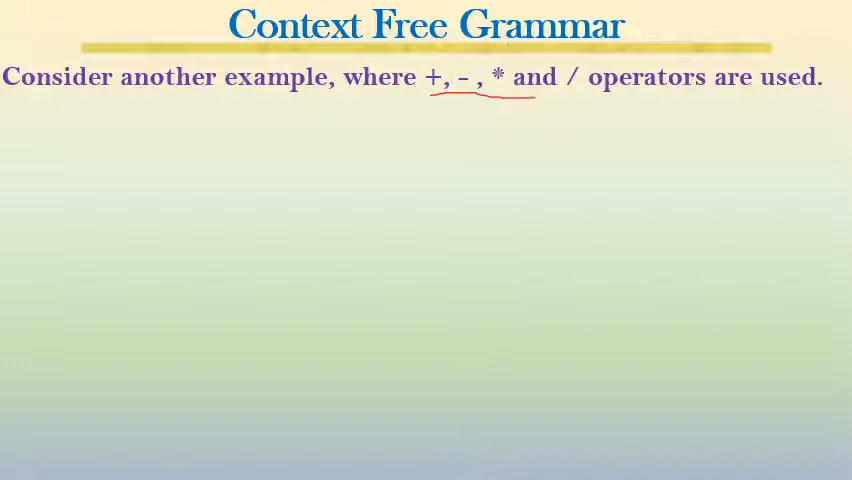 Context Free Grammar
Consider another example, where +, - , * and / operators are used.